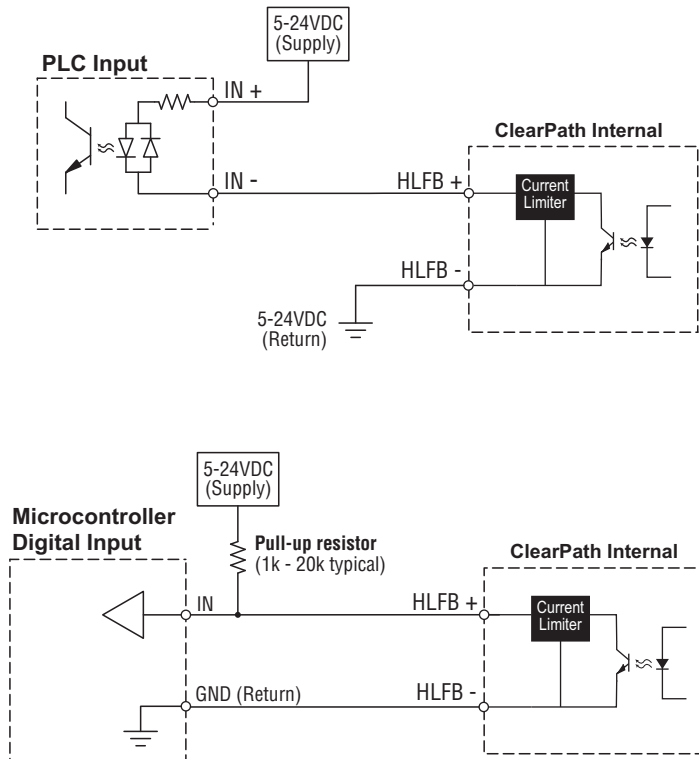 5-24VDC
(Supply)
PLC Input
IN +
ClearPath Internal
IN -
HLFB +
Current
Limiter
HLFB -
5-24VDC
(Return)
5-24VDC
(Supply)
Microcontroller
Digital Input
Pull-up resistor
(1k - 20k typical)
ClearPath Internal
IN
HLFB +
Current
Limiter
GND (Return)
HLFB -